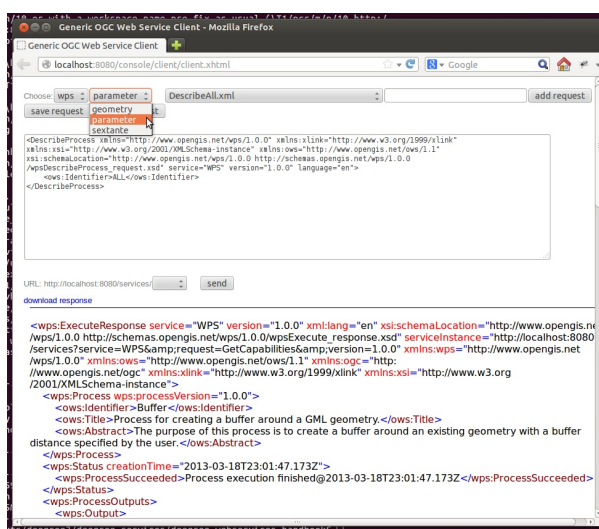 Generic OGC Web Service Client - Mozilla Firefox
Generic OGC Web Service Client
localhost:8080/console/client/client.xhtml
Google
Choose: wps parameter DescribeAll.xml add request
save request
geometry
parameter
sextante
<DescribeProcess xmlns="http://www.opengis.net/wps/1.0.0" xmlns:xlink="http://www.w3.org/1999/xlink"
xmlns:xsi="http://www.w3.org/2001/XMLSchema-instance" xmlns:ows="http://www.opengis.net/ows/1.1"
xsi:schemaLocation="http://www.opengis.net/wps/1.0.0 http://schemas.opengis.net/wps/1.0.0
/wpsDescribeProcess_request.xsd" service="WPS" version="1.0.0" language="en">
<ows:Identifier>ALL</ows:Identifier>
</DescribeProcess>
URL: http://localhost:8080/services/ send
download response
<wps:ExecuteResponse service="WPS" version="1.0.0" xml:lang="en" xsi:schemaLocation="http://www.opengis.ne
/wps/1.0.0 http://schemas.opengis.net/wps/1.0.0/wpsExecute_response.xsd" serviceInstance="http://localhost:8080
/services?service=WPS&amp;request=GetCapabilities&amp;version=1.0.0" xmlns:wps="http://www.opengis.net
/wps/1.0.0" xmlns:ows="http://www.opengis.net/ows/1.1" xmlns:ogc="http:
//www.opengis.net/ogc" xmlns:xlink="http://www.w3.org/1999/xlink" xmlns:xsi="http://www.w3.org
/2001/XMLSchema-instance">
<wps:Process wps:processVersion="1.0.0">
<ows:Identifier>Buffer</ows:Identifier>
<ows:Title>Process for creating a buffer around a GML geometry.</ows:Title>
<ows:Abstract>The purpose of this process is to create a buffer around an existing geometry with a buffer
distance specified by the user.</ows:Abstract>
</wps:Process>
<wps:Status creationTime="2013-03-18T23:01:47.173Z">
<wps:ProcessSucceeded>Process execution finished@2013-03-18T23:01:47.173Z</wps:ProcessSucceeded>
</wps:Status>
<wps:ProcessOutputs>
<wps:Output>